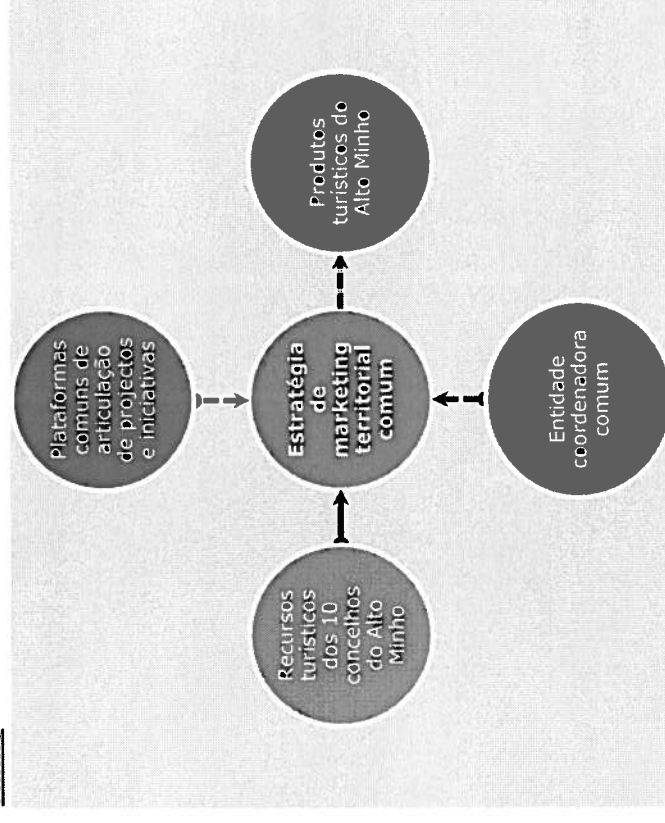 Plataformas
comuns de
articulação
de projectos
e iniciativas
Recursos
turísticos
dos 10
concelhos
do Alto
Minho
Estratégia
de
marketing
territorial
comum
Produtos
turísticos do
Alto Minho
Entidade
coordenadora
comum